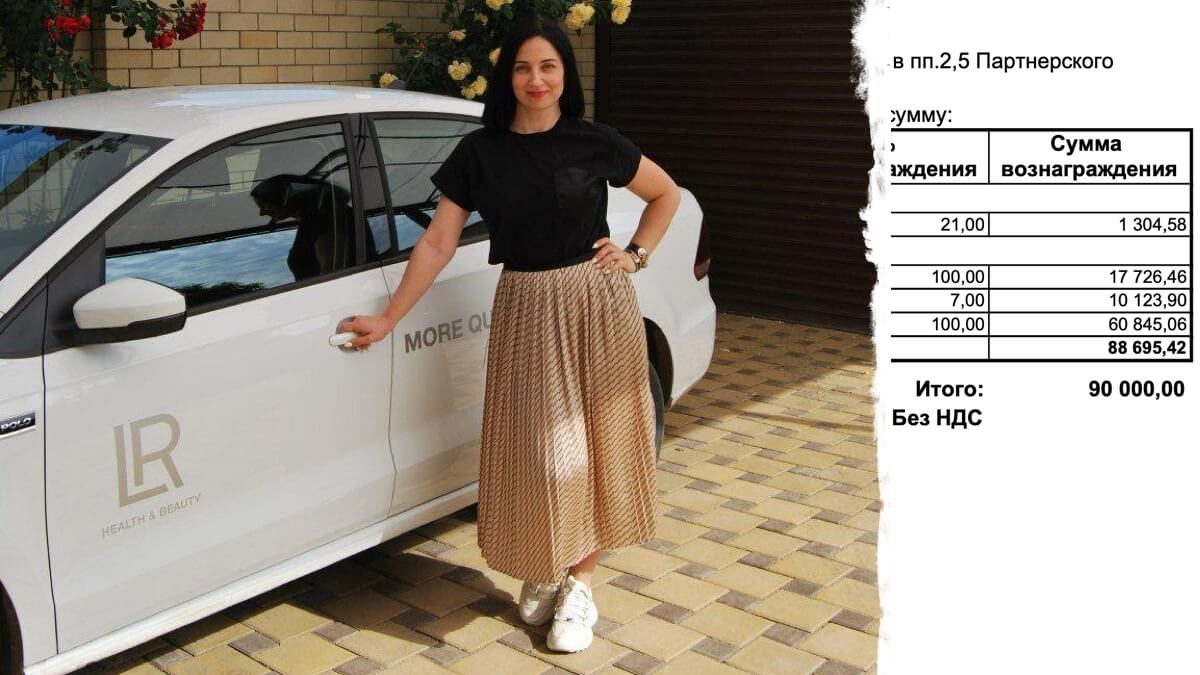 POLO
LR
HEALTH & BEAUTY
MORE QU
в пп.2,5 Партнерского
сумму:
Сумма
аждения вознаграждения
21,00 1 304,58
100,00 17 726,46
7,00 10 123,90
100,00 60 845,06
88 695,42
Итого: 90 000,00
Без НДС